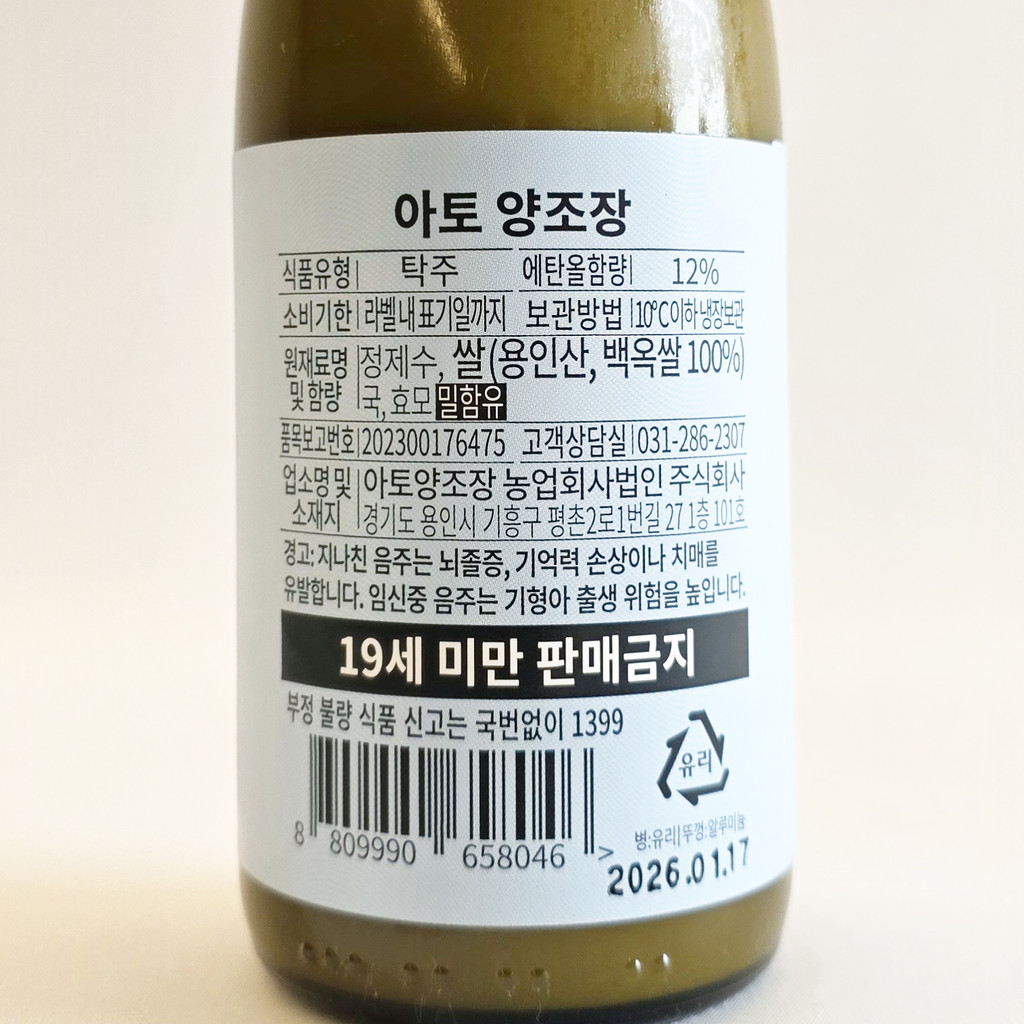 아토 양조장
식품유형 탁주 에탄올함량 12%
소비기한 라벨 내 표기일까지 보관방법 10℃이하 냉장보관
원재료명 및 함량 정제수, 쌀(용인산, 백옥쌀 100%)
국, 효모 밀함유
품목보고번호 202300176475 고객상담실 031-286-2307
업소명 및 소재지 아토양조장 농업회사법인 주식회사
경기도 용인시 기흥구 평촌2로1번길 27 1층 101호
경고: 지나친 음주는 뇌졸증, 기억력 손상이나 치매를
유발합니다. 임신중 음주는 기형아 출생 위험을 높입니다.
19세 미만 판매금지
부정 불량 식품 신고는 국번없이 1399
유리
8 809990 658046 >
병:유리|뚜껑:알루미늄
2026.01.17